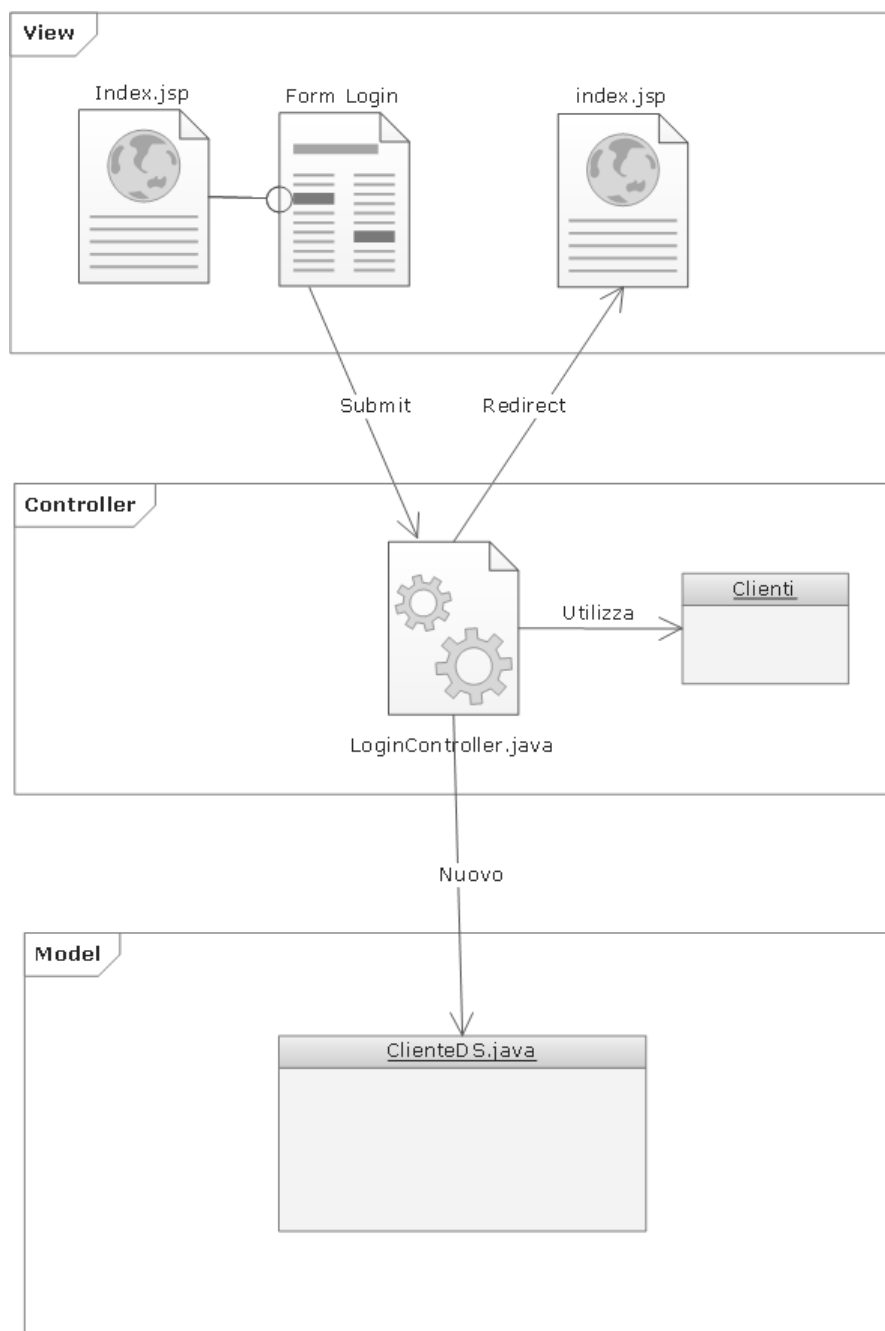 View
Index.jsp
Form Login
index.jsp
Submit
Redirect
Controller
Clienti
Utilizza
LoginController.java
Nuovo
Model
ClienteDS.java